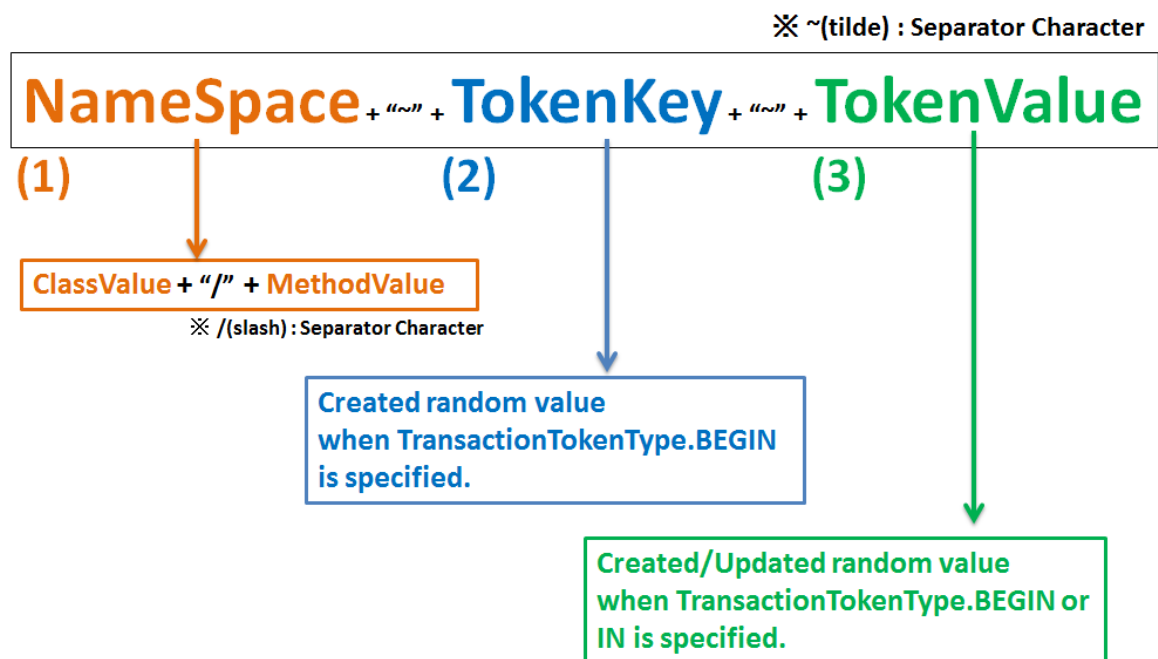 ※ ~(tilde) : Separator Character
NameSpace + “~” + TokenKey + “~” + TokenValue
(1) (2) (3)
ClassValue + “/” + MethodValue
※ /(slash) : Separator Character
Created random value
when TransactionTokenType.BEGIN
is specified.
Created/Updated random value
when TransactionTokenType.BEGIN or
IN is specified.